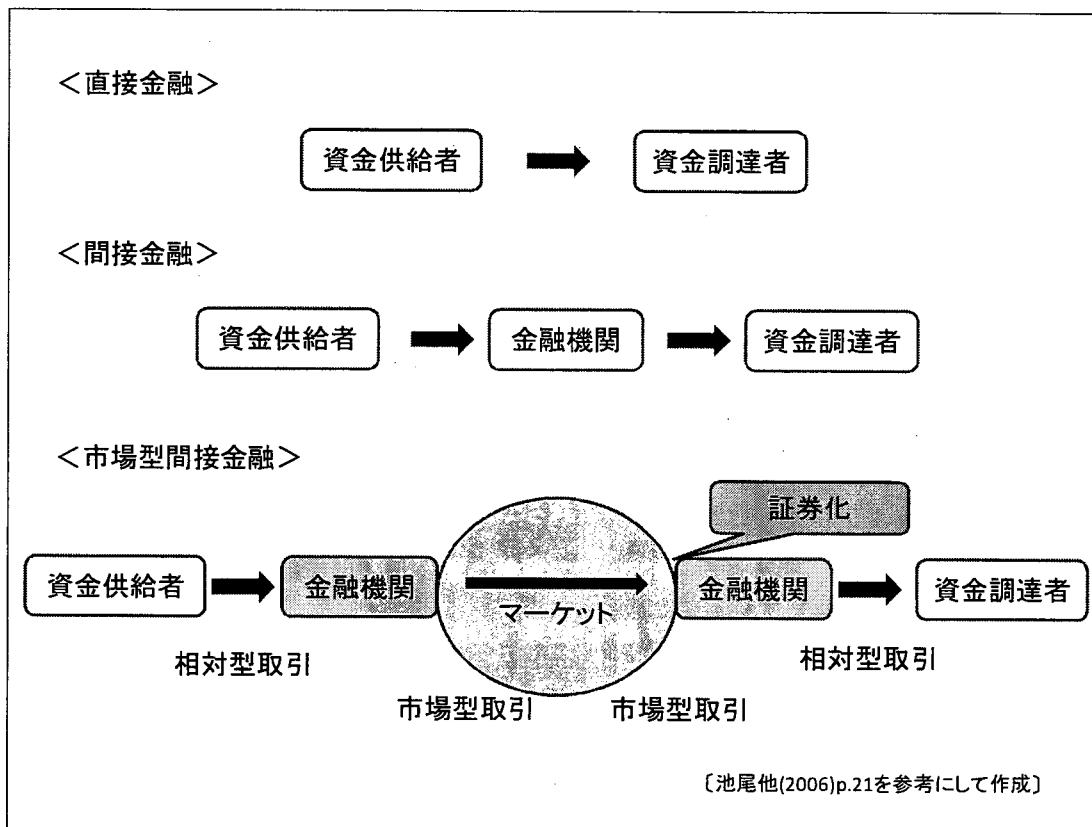 ＜直接金融＞
資金供給者 資金調達者
＜間接金融＞
資金供給者 金融機関 資金調達者
＜市場型間接金融＞
証券化
資金供給者 金融機関 金融機関 資金調達者
マーケット
相対型取引 相対型取引
市場型取引 市場型取引
〔池尾他(2006)p.21を参考にして作成〕